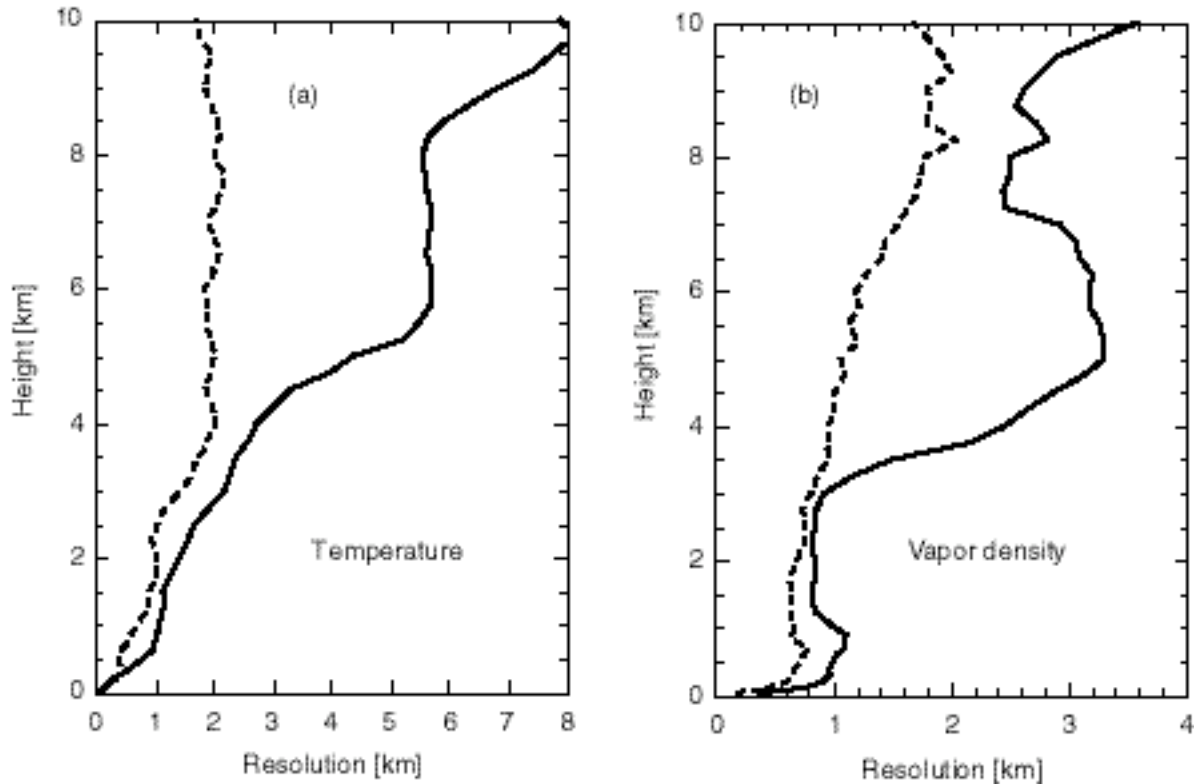 10
8
6
4
2
0
Height [km]
(a)
Temperature
0 1 2 3 4 5 6 7 8
Resolution [km]
10
8
6
4
2
0
Height [km]
(b)
Vapor density
0 1 2 3 4
Resolution [km]